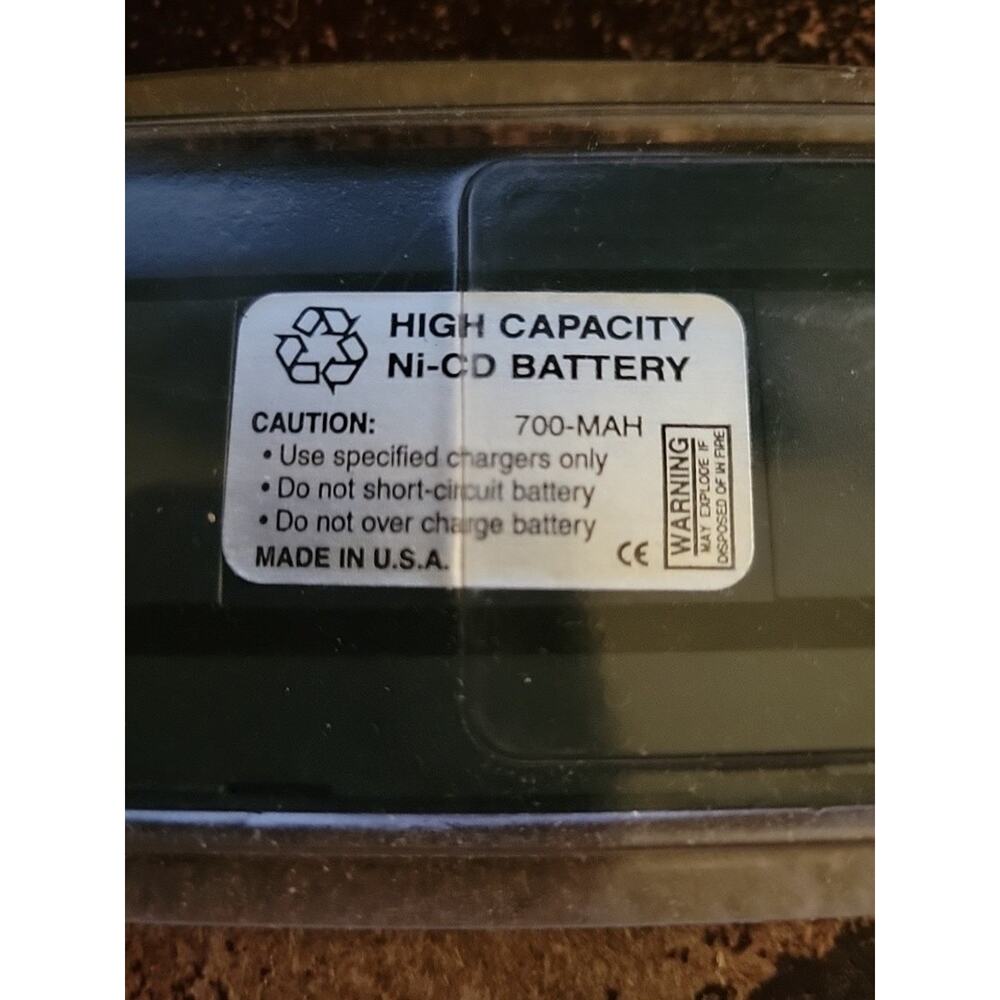 HIGH CAPACITY
Ni-CD BATTERY
CAUTION:
700-MAH
• Use specified chargers only
• Do not short-circuit battery
• Do not over charge battery
MADE IN U.S.A.
CE
WARNING
MAY EXPLODE IF
DISPOSED OF IN FIRE